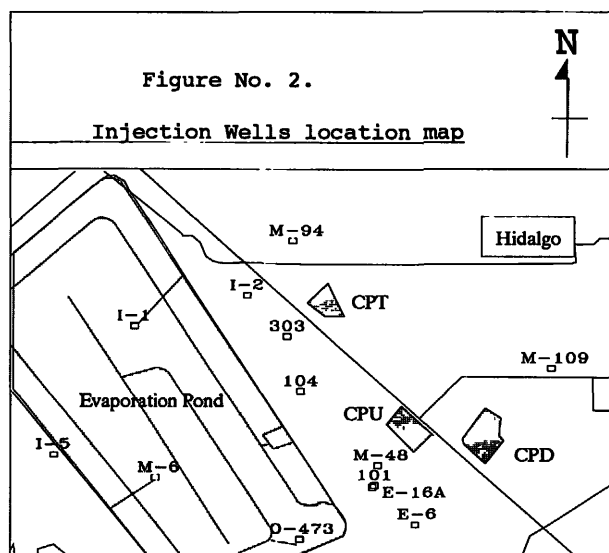 N
Figure No. 2.
Injection Wells location map
M-94
Hidalgo
I-2
CPT
I-1
303
M-109
104
Evaporation Pond
CPU
CPD
I-5
M-48
M-6
101
E-16A
E-6
O-473